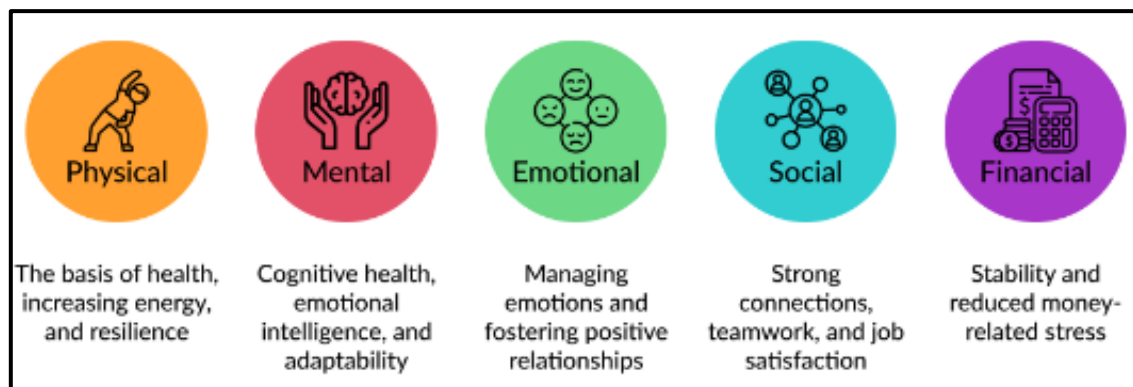 Physical
Mental
Emotional
Social
Financial
The basis of health,
increasing energy,
and resilience
Cognitive health,
emotional
intelligence, and
adaptability
Managing
emotions and
fostering positive
relationships
Strong
connections,
teamwork, and job
satisfaction
Stability and
reduced money-
related stress